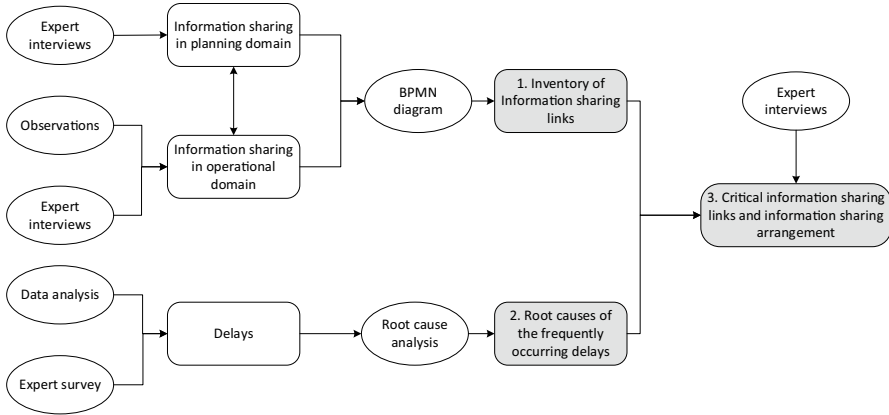 Expert
interviews
Information sharing
in planning domain
Observations
Expert
interviews
Information sharing
in operational
domain
BPMN
diagram
1. Inventory of
Information sharing
links
Expert
interviews
3. Critical information sharing
links and information sharing
arrangement
Data analysis
Expert survey
Delays
Root cause
analysis
2. Root causes of
the frequently
occurring delays